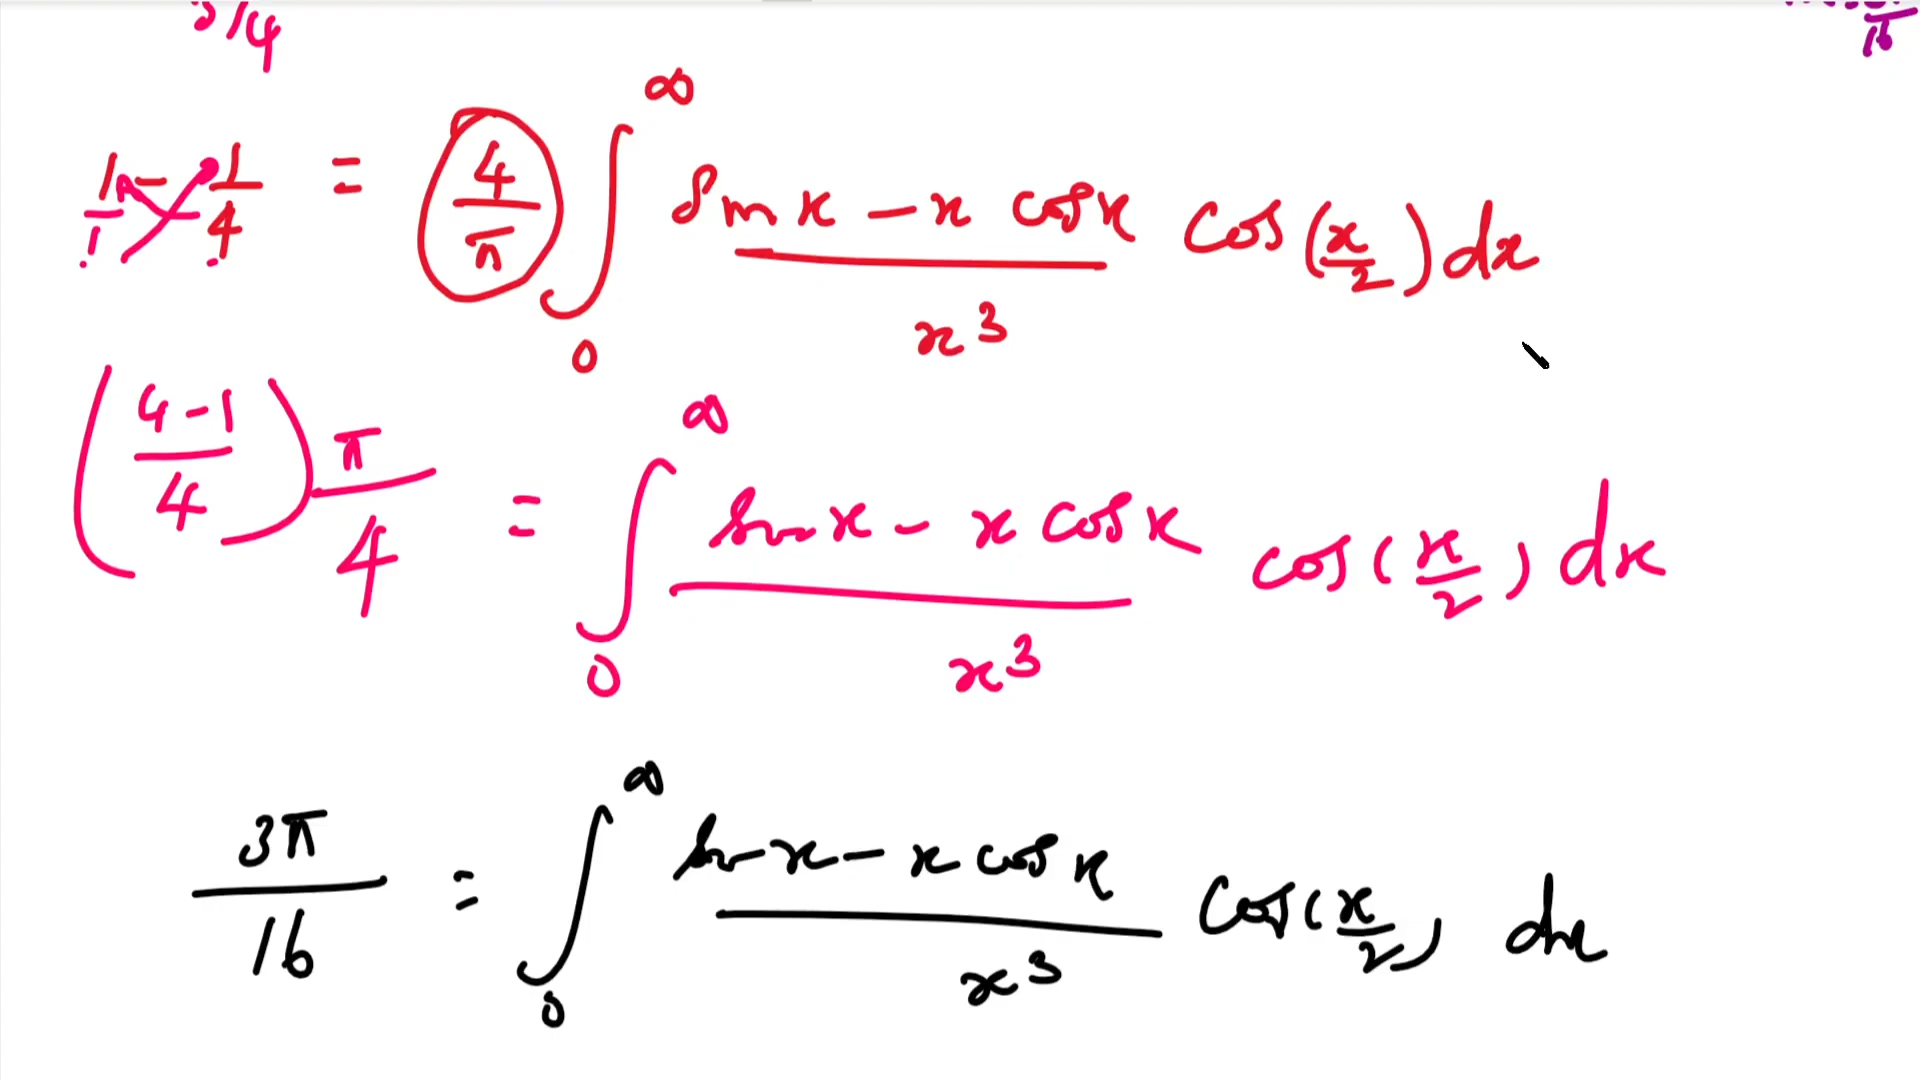 3/4
1/1 - 1/4 = 4/π ∫₀^∞ (sin x - x cos x)/x³ cos(x/2) dx
((4-1)/4) π/4 = ∫₀^∞ (sin x - x cos x)/x³ cos(x/2) dx
3π/16 = ∫₀^∞ (sin x - x cos x)/x³ cos(x/2) dx